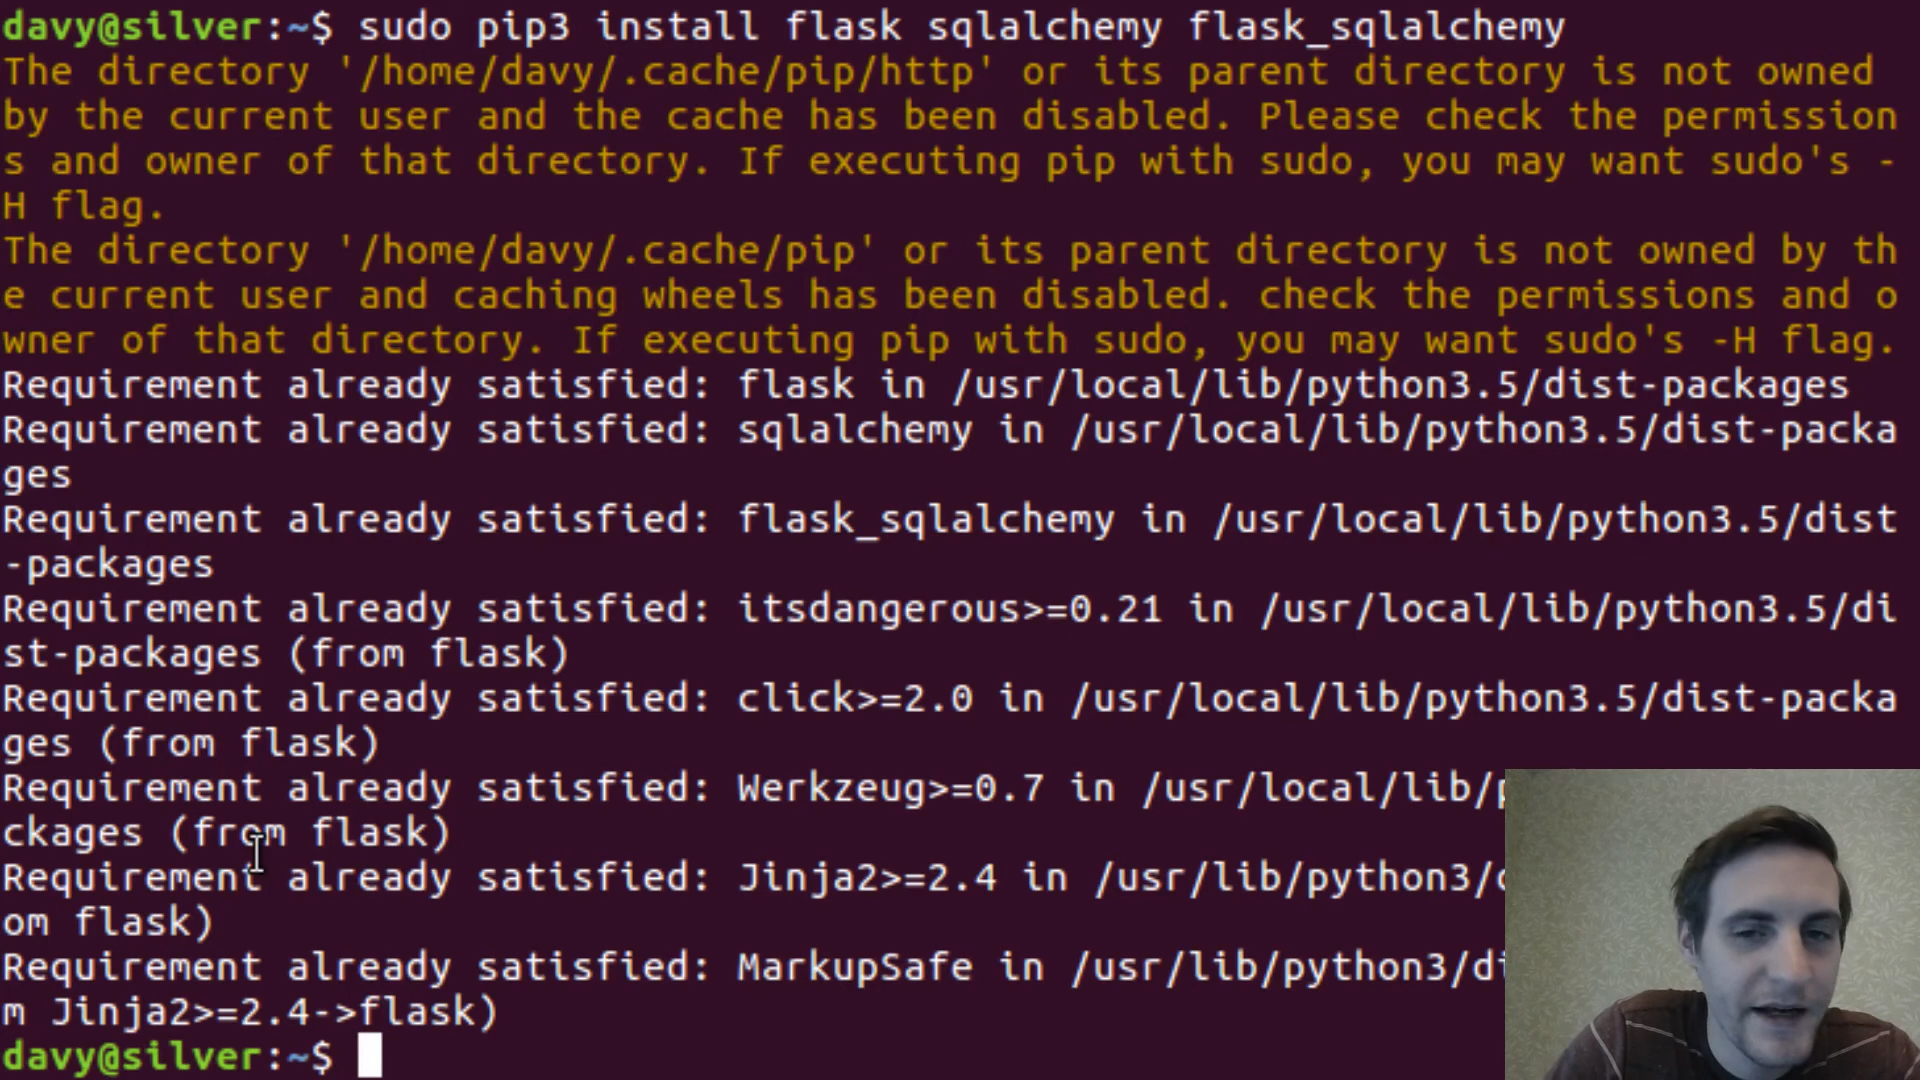 davy@silver:~$ sudo pip3 install flask sqlalchemy flask_sqlalchemy
The directory '/home/davy/.cache/pip/http' or its parent directory is not owned
by the current user and the cache has been disabled. Please check the permission
s and owner of that directory. If executing pip with sudo, you may want sudo's -
H flag.
The directory '/home/davy/.cache/pip' or its parent directory is not owned by th
e current user and caching wheels has been disabled. check the permissions and o
wner of that directory. If executing pip with sudo, you may want sudo's -H flag.
Requirement already satisfied: flask in /usr/local/lib/python3.5/dist-packages
Requirement already satisfied: sqlalchemy in /usr/local/lib/python3.5/dist-packa
ges
Requirement already satisfied: flask_sqlalchemy in /usr/local/lib/python3.5/dist
-packages
Requirement already satisfied: itsdangerous>=0.21 in /usr/local/lib/python3.5/di
st-packages (from flask)
Requirement already satisfied: click>=2.0 in /usr/local/lib/python3.5/dist-packa
ges (from flask)
Requirement already satisfied: Werkzeug>=0.7 in /usr/local/lib/
ckages (from flask)
Requirement already satisfied: Jinja2>=2.4 in /usr/lib/python3/
om flask)
Requirement already satisfied: MarkupSafe in /usr/lib/python3/di
m Jinja2>=2.4->flask)
davy@silver:~$